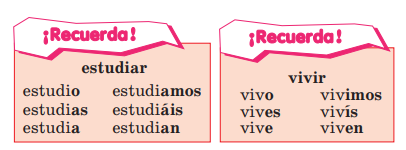 ¡Recuerda!
estudiar
estudio estudiamos
estudias estudiáis
estudia estudian
¡Recuerda!
vivir
vivo vivimos
vives vivís
vive viven